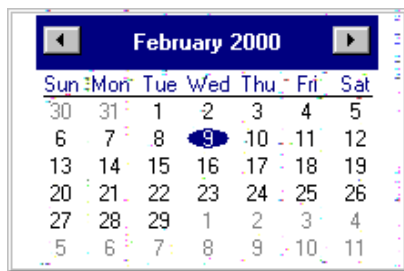 February 2000
Sun Mon Tue Wed Thu Fri Sat
30 31 1 2 3 4 5
6 7 8 9 10 11 12
13 14 15 16 17 18 19
20 21 22 23 24 25 26
27 28 29 1 2 3 4
5 6 7 8 9 10 11